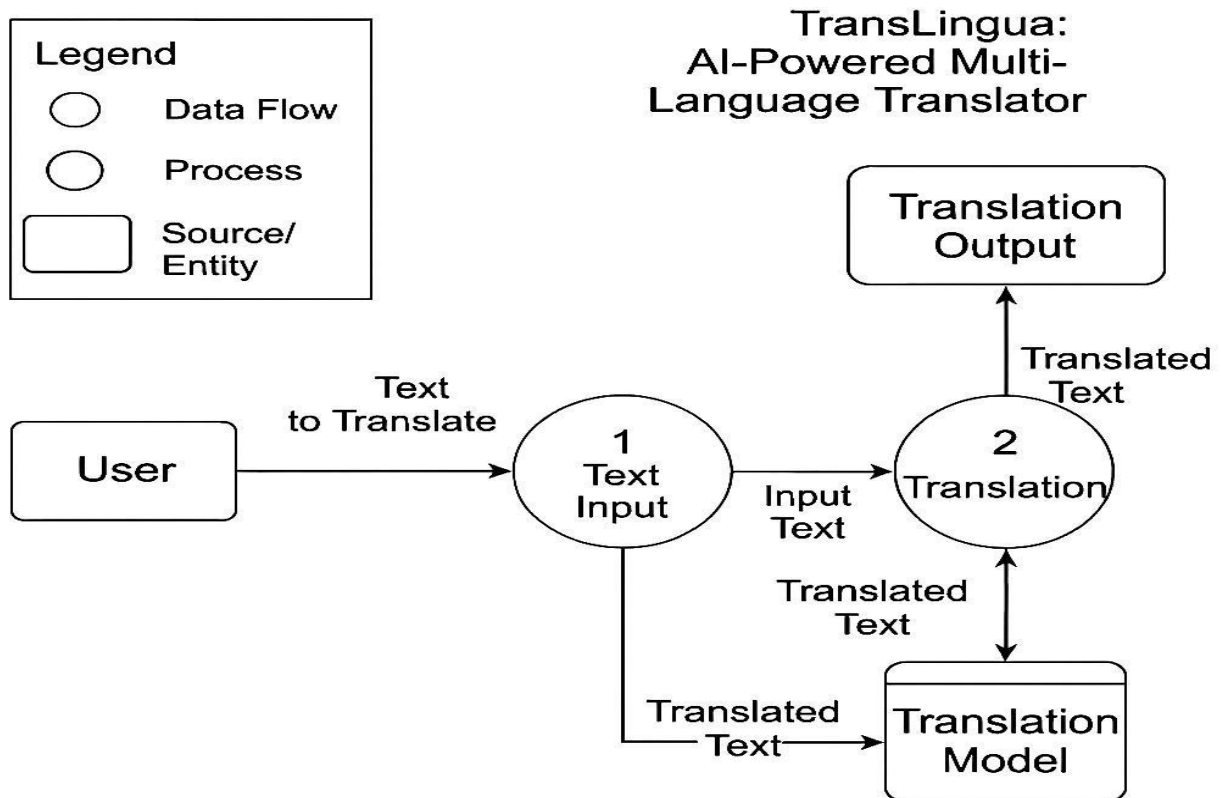 TransLingua:
AI-Powered Multi-
Language Translator
Legend
Data Flow
Process
Source/
Entity
Translation
Output
Translated
Text
Text
to Translate
User
1
Text
Input
Input
Text
2
Translation
Translated
Text
Translated
Text
Translation
Model